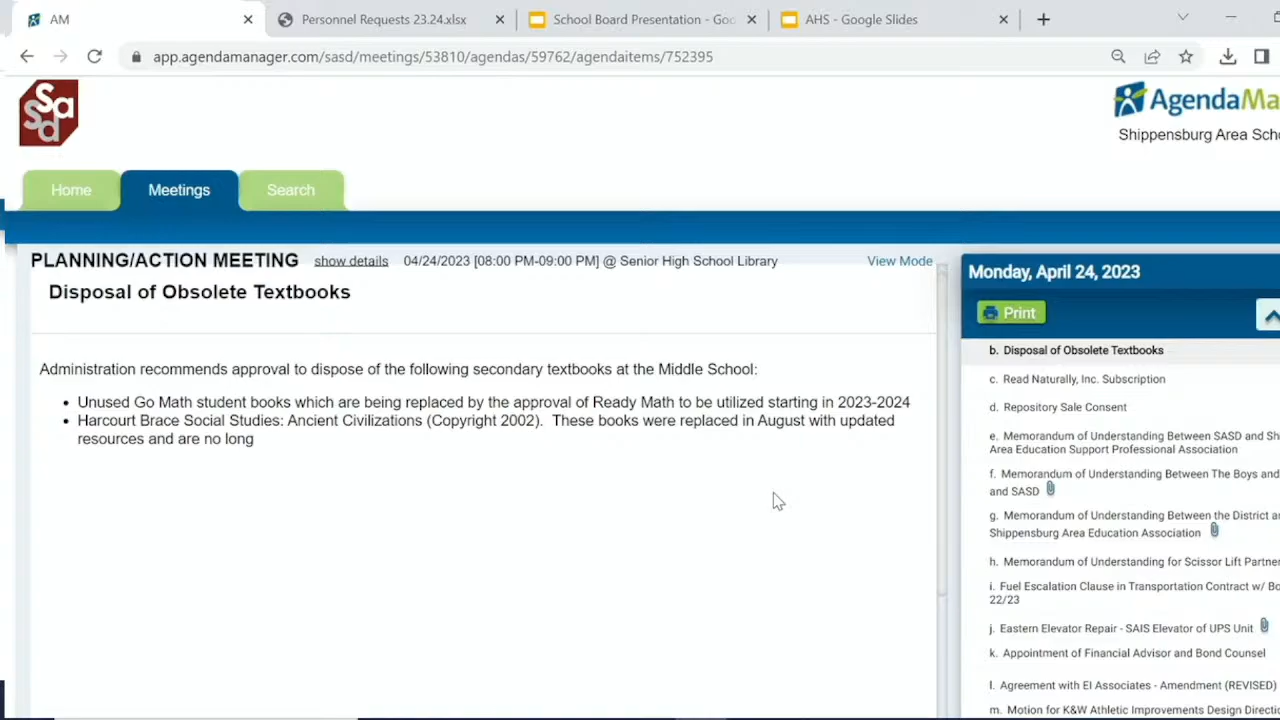 AM
Personnel Requests 23.24.xlsx
School Board Presentation - Goo
AHS - Google Slides
app.agendamanager.com/sasd/meetings/53810/agendas/59762/agendaitems/752395
Sasd
AgendaMa
Shippensburg Area Scho
Home
Meetings
Search
PLANNING/ACTION MEETING show details 04/24/2023 [08:00 PM-09:00 PM] @ Senior High School Library View Mode
Disposal of Obsolete Textbooks
Administration recommends approval to dispose of the following secondary textbooks at the Middle School:
• Unused Go Math student books which are being replaced by the approval of Ready Math to be utilized starting in 2023-2024
• Harcourt Brace Social Studies: Ancient Civilizations (Copyright 2002). These books were replaced in August with updated
resources and are no long
Monday, April 24, 2023
Print
b. Disposal of Obsolete Textbooks
c. Read Naturally, Inc. Subscription
d. Repository Sale Consent
e. Memorandum of Understanding Between SASD and Sh
Area Education Support Professional Association
f. Memorandum of Understanding Between The Boys and
and SASD
g. Memorandum of Understanding Between the District a
Shippensburg Area Education Association
h. Memorandum of Understanding for Scissor Lift Partner
i. Fuel Escalation Clause in Transportation Contract w/ Bo
22/23
j. Eastern Elevator Repair - SAIS Elevator of UPS Unit
k. Appointment of Financial Advisor and Bond Counsel
l. Agreement with EI Associates - Amendment (REVISED)
m. Motion for K&W Athletic Improvements Design Directi